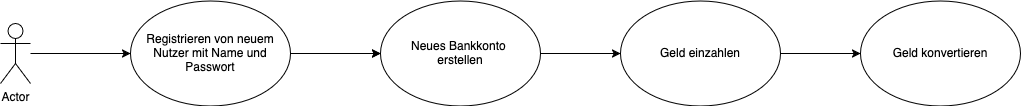 Actor
Registrieren von neuem
Nutzer mit Name und
Passwort
Neues Bankkonto
erstellen
Geld einzahlen
Geld konvertieren